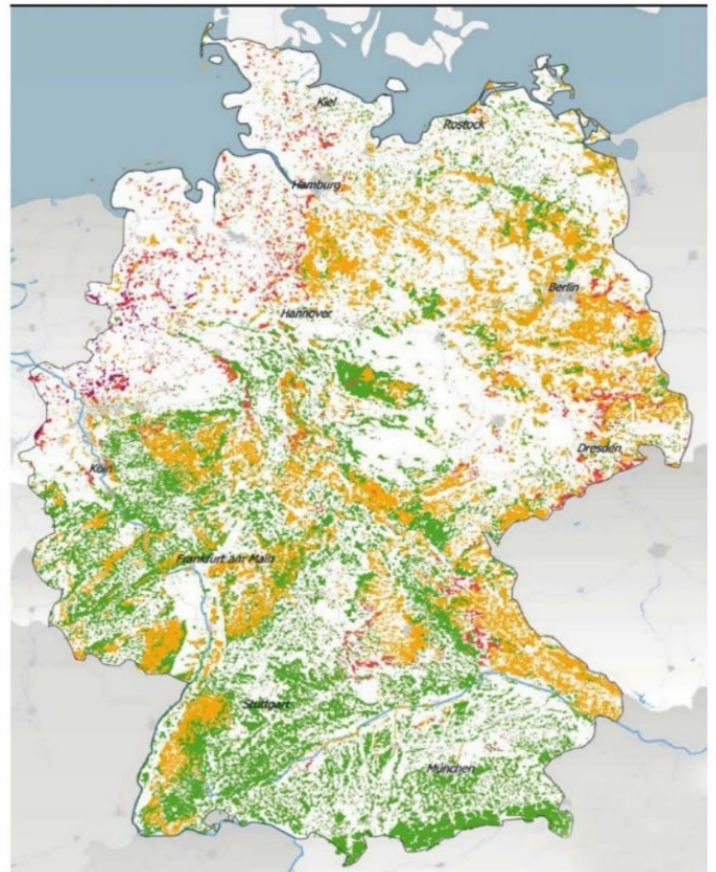 Kiel
Rostock
Hamburg
Berlin
Hannover
Dresden
Köln
Frankfurt am Main
Stuttgart
München